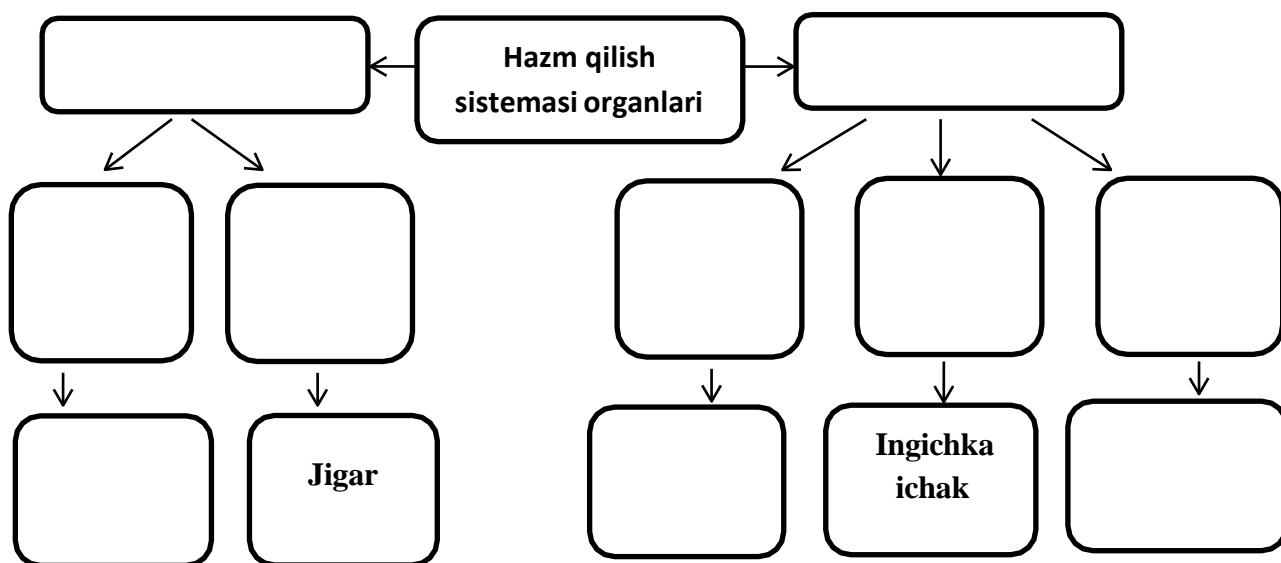 Hazm qilish
sistemasi organlari
Jigar
Ingichka
ichak